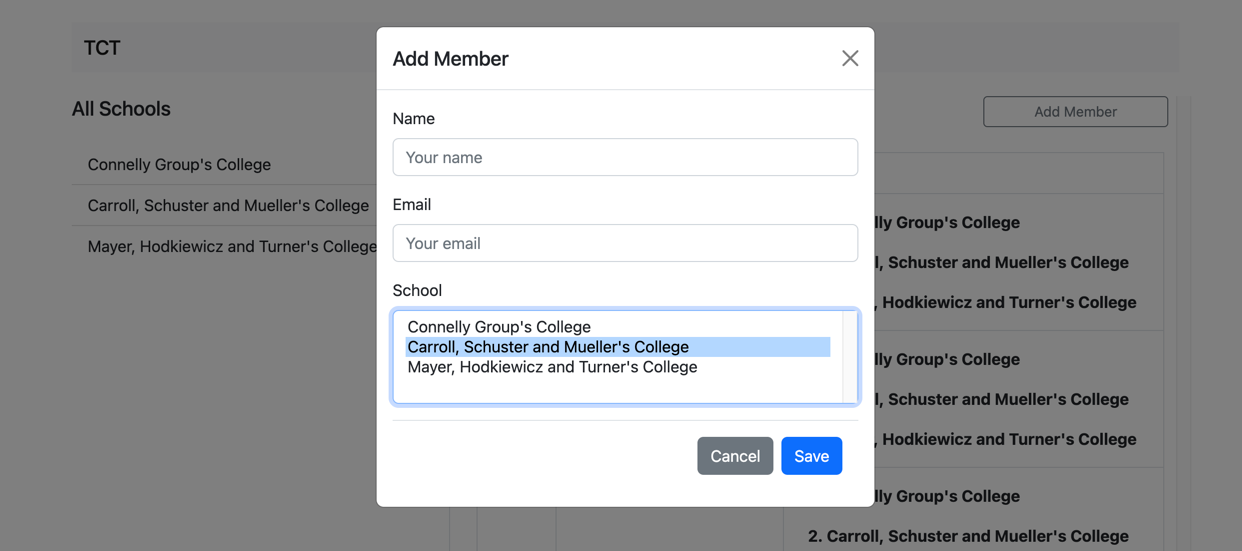 TCT
All Schools
Connelly Group's College
Carroll, Schuster and Mueller's College
Mayer, Hodkiewicz and Turner's College
Add Member
Name
Your name
Email
Your email
School
Connelly Group's College
Carroll, Schuster and Mueller's College
Mayer, Hodkiewicz and Turner's College
Cancel
Save
Add Member
Group's College
Schuster and Mueller's College
Hodkiewicz and Turner's College
Group's College
Schuster and Mueller's College
Hodkiewicz and Turner's College
Group's College
2. Carroll, Schuster and Mueller's College